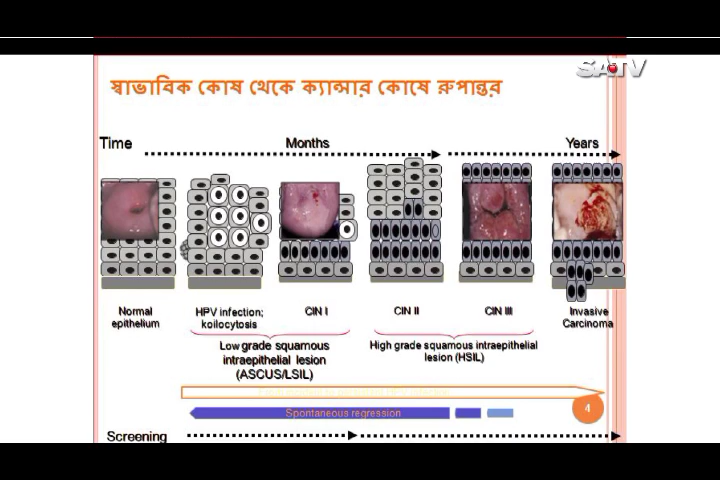 SATV
স্বাভাবিক কোষ থেকে ক্যান্সার কোষে রুপান্তর
Time Months Years
Normal epithelium
HPV infection; koilocytosis
CIN I
CIN II
CIN III
Invasive Carcinoma
Low grade squamous
intraepithelial lesion
(ASCUS/LSIL)
High grade squamous intraepithelial
lesion (HSIL)
Spontaneous regression
4
Screening